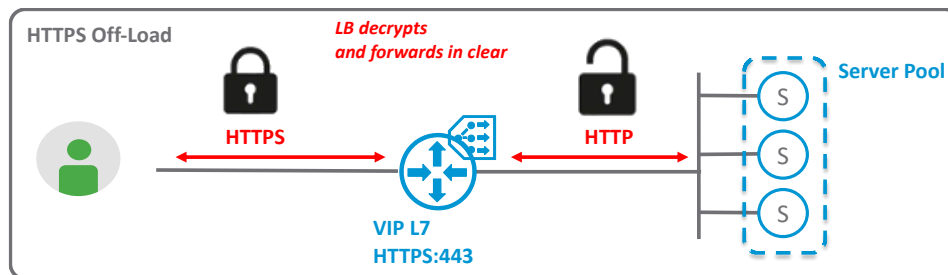 HTTPS Off-Load
LB decrypts
and forwards in clear
HTTPS
HTTP
Server Pool
S
S
S
VIP L7
HTTPS:443